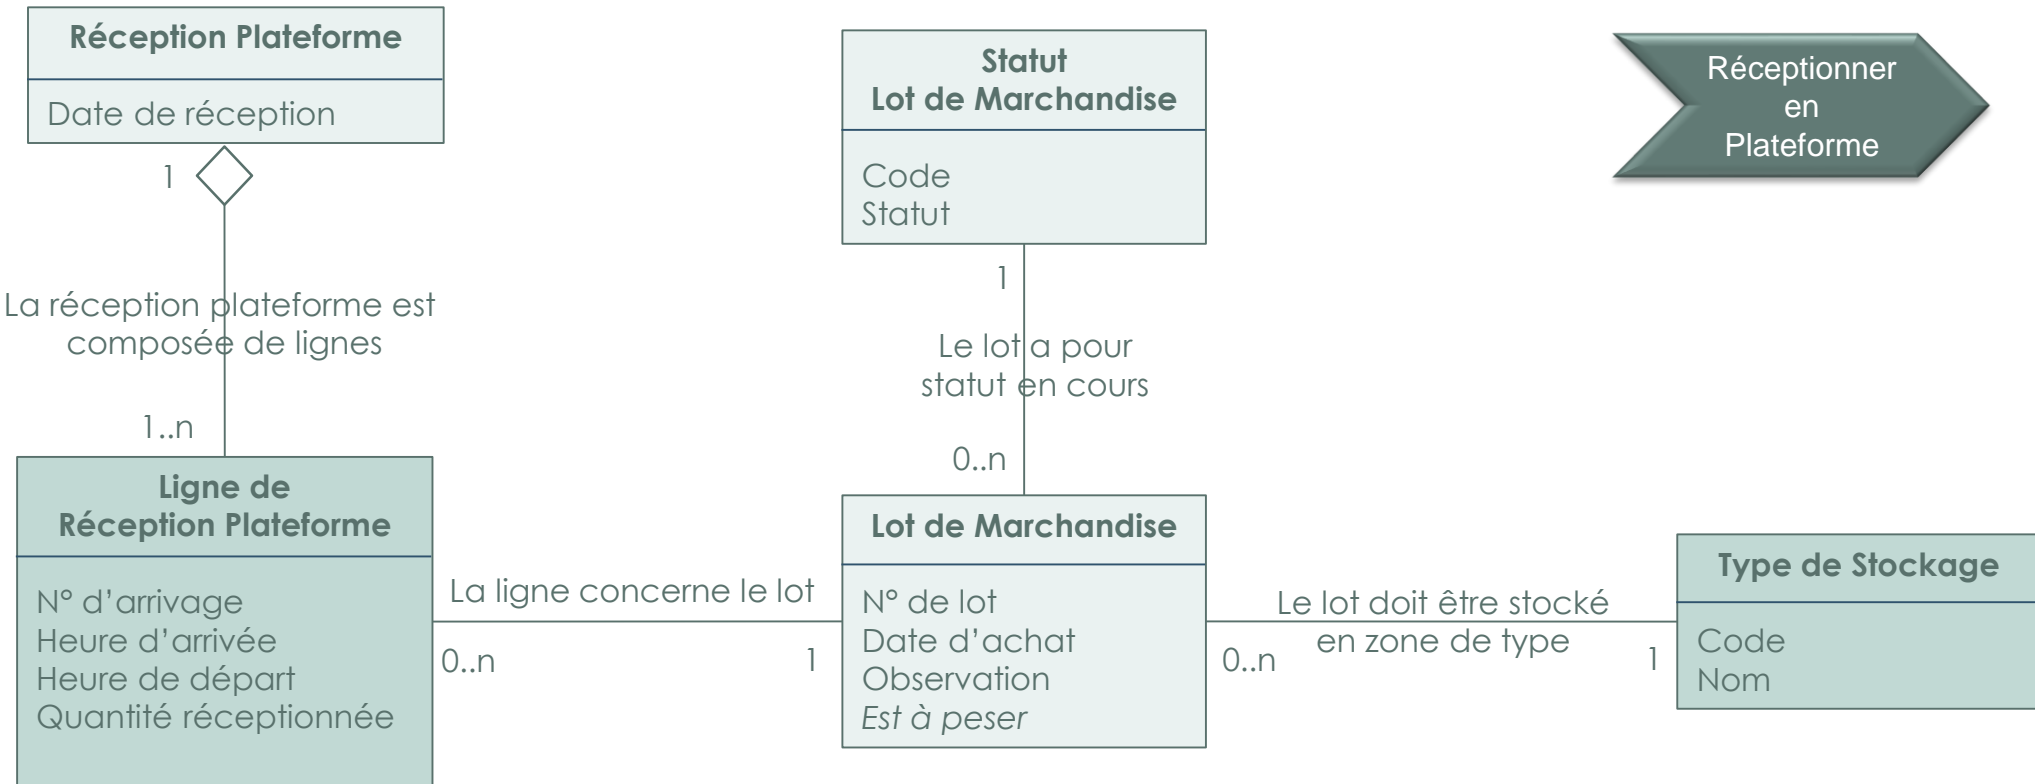 Réception Plateforme
Date de réception
1
La réception plateforme est
composée de lignes
1..n
Ligne de
Réception Plateforme
N° d’arrivage
Heure d’arrivée
Heure de départ
Quantité réceptionnée
La ligne concerne le lot
0..n
1
Statut
Lot de Marchandise
Code
Statut
1
Le lot a pour
statut en cours
0..n
Lot de Marchandise
N° de lot
Date d’achat
Observation
Est à peser
Le lot doit être stocké
en zone de type
0..n
1
Type de Stockage
Code
Nom
Réceptionner
en
Plateforme